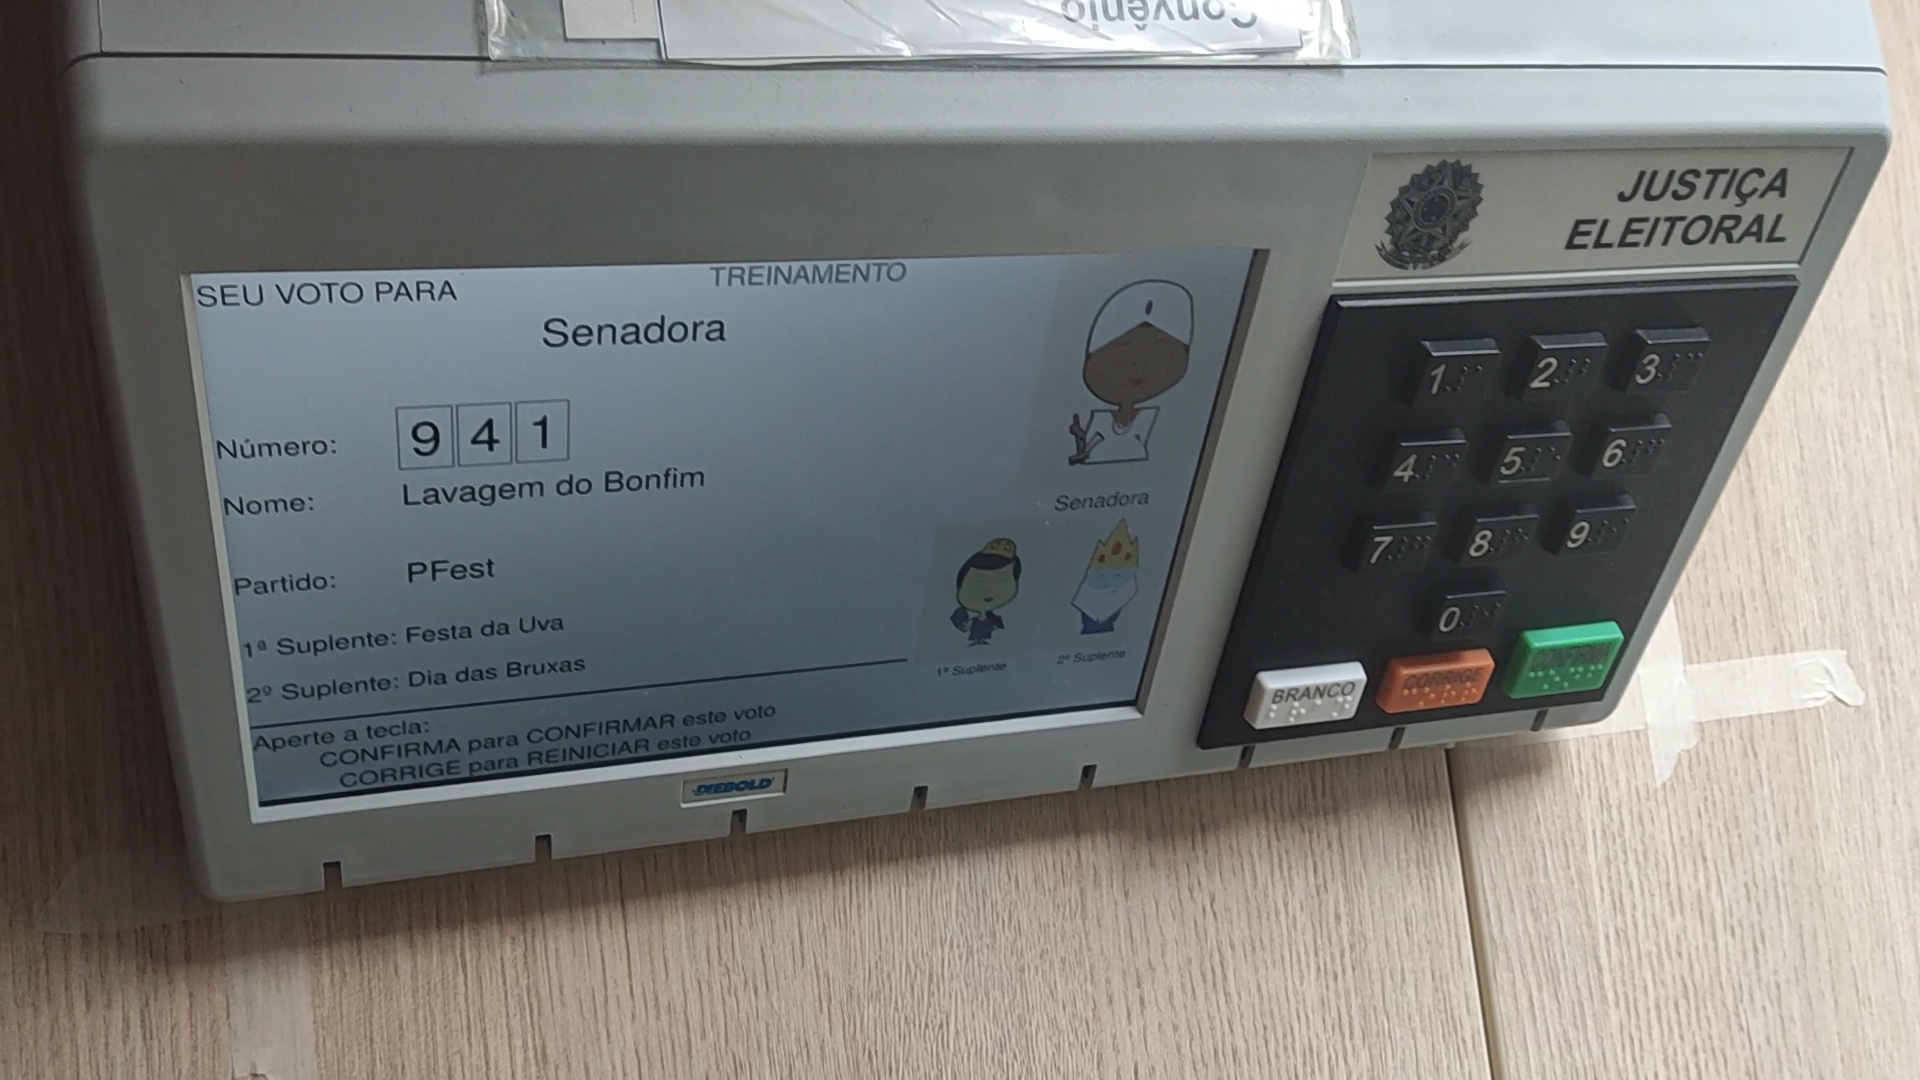 Convênio
JUSTIÇA
ELEITORAL
TREINAMENTO
SEU VOTO PARA
Senadora
Número: 9 4 1
Nome: Lavagem do Bonfim
Partido: PFest
1ª Suplente: Festa da Uva
2º Suplente: Dia das Bruxas
Senadora
1ª Suplente
2º Suplente
Aperte a tecla:
CONFIRMA para CONFIRMAR este voto
CORRIGE para REINICIAR este voto
DIEBOLD
1 2 3
4 5 6
7 8 9
0
BRANCO CORRIGE CONFIRMA